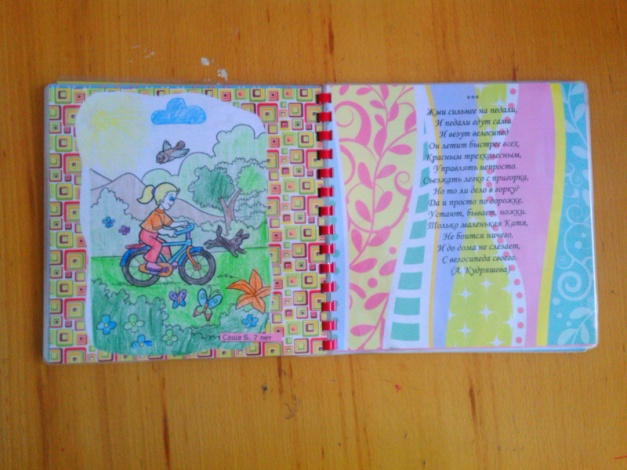 Саша Б. 7 лет
***
Жми сильнее на педали,
И педали едут сами
И везут велосипед
Он летит быстрее всех
Красным трехколесным,
Управлять непросто.
Съезжать легко с пригорка,
Но то ли дело в горку?
Да и просто по дорожке,
Устают, бывает, ножки.
Только маленькая Катя,
Не боится ничего,
И до дома не слезает,
С велосипеда своего.
(А. Кудряшова)